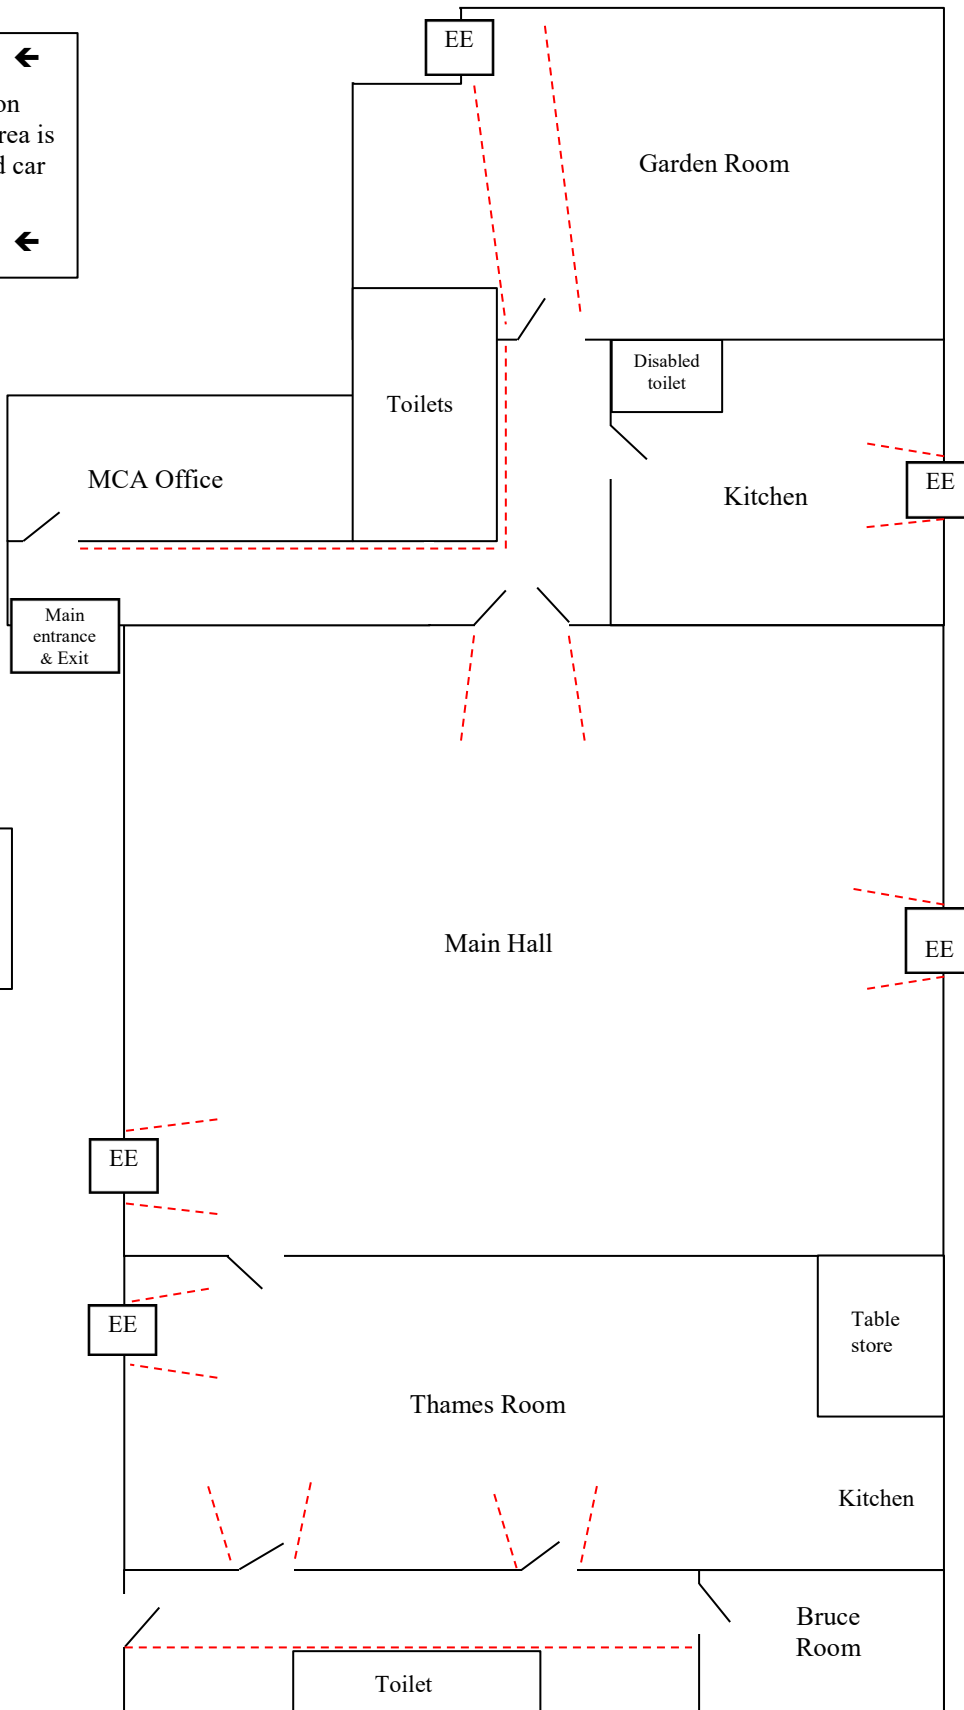 EE
on
rea is
d car
Garden Room
Disabled
toilet
Toilets
MCA Office
Kitchen
EE
Main
entrance
& Exit
Main Hall
EE
EE
EE
Table
store
Thames Room
Kitchen
Bruce
Room
Toilet